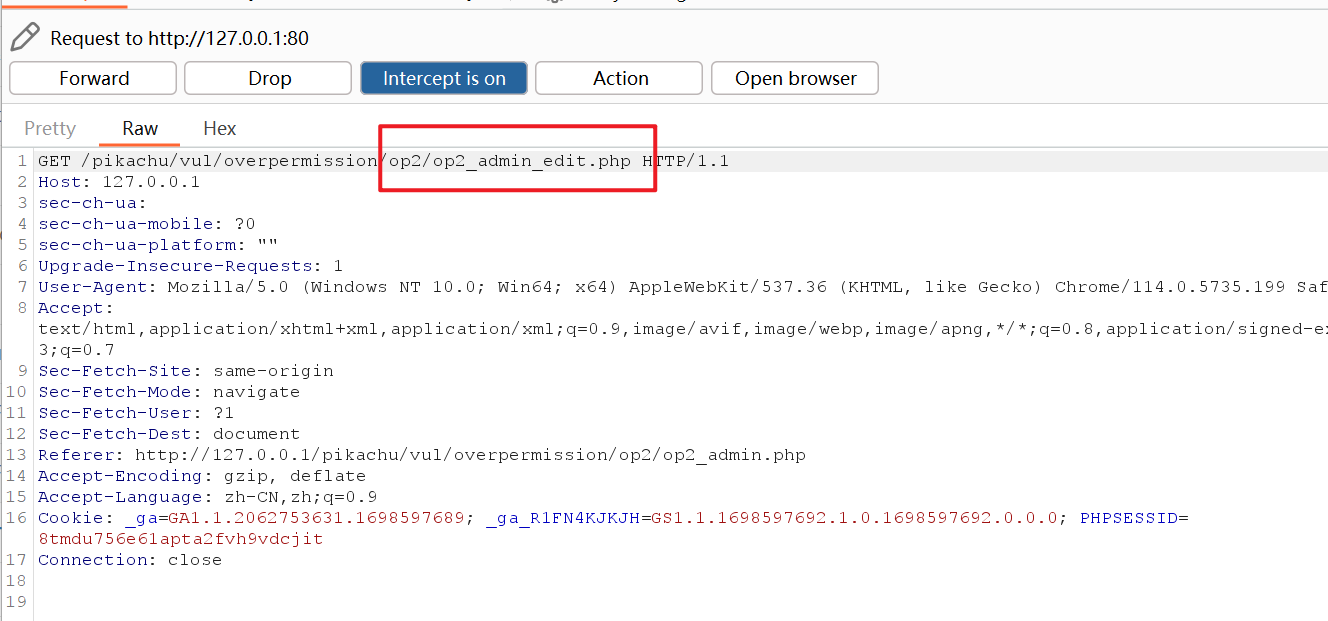 Request to http://127.0.0.1:80
Forward Drop Intercept is on Action Open browser
Pretty Raw Hex
1 GET /pikachu/vul/overpermission/op2/op2_admin_edit.php HTTP/1.1
2 Host: 127.0.0.1
3 sec-ch-ua:
4 sec-ch-ua-mobile: ?0
5 sec-ch-ua-platform: ""
6 Upgrade-Insecure-Requests: 1
7 User-Agent: Mozilla/5.0 (Windows NT 10.0; Win64; x64) AppleWebKit/537.36 (KHTML, like Gecko) Chrome/114.0.5735.199 Saf
8 Accept:
text/html,application/xhtml+xml,application/xml;q=0.9,image/avif,image/webp,image/apng,*/*;q=0.8,application/signed-ex
3;q=0.7
9 Sec-Fetch-Site: same-origin
10 Sec-Fetch-Mode: navigate
11 Sec-Fetch-User: ?1
12 Sec-Fetch-Dest: document
13 Referer: http://127.0.0.1/pikachu/vul/overpermission/op2/op2_admin.php
14 Accept-Encoding: gzip, deflate
15 Accept-Language: zh-CN,zh;q=0.9
16 Cookie: _ga=GA1.1.2062753631.1698597689; _ga_R1FN4KJKJH=GS1.1.1698597692.1.0.1698597692.0.0.0; PHPSESSID=
8tmdu756e61apta2fvh9vdcjit
17 Connection: close
18
19